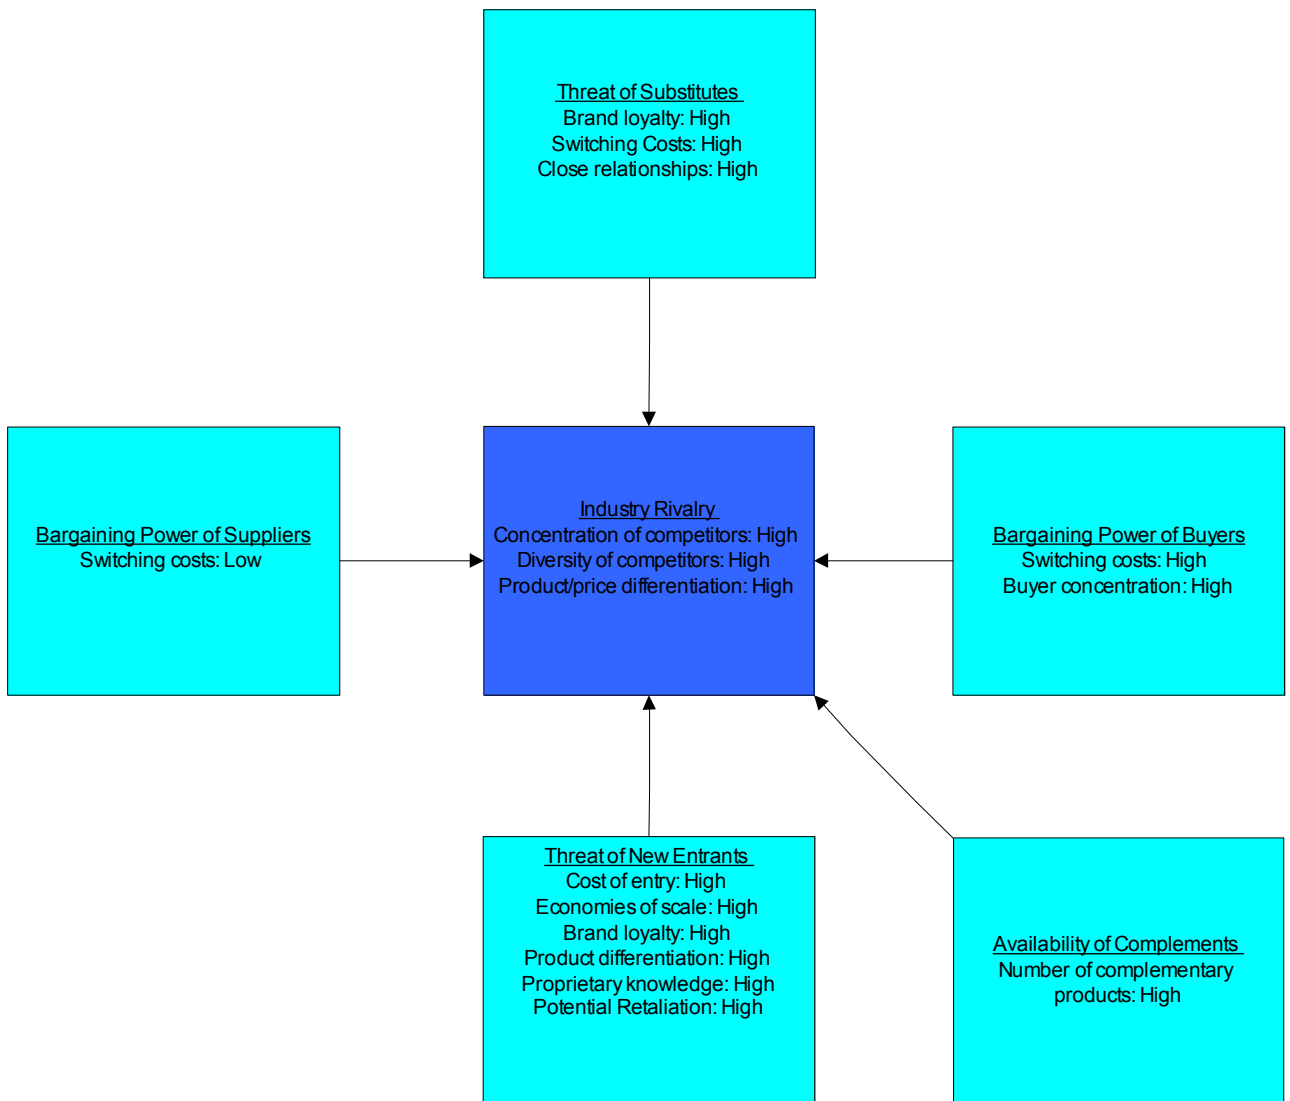 Threat of Substitutes
Brand loyalty: High
Switching Costs: High
Close relationships: High
Bargaining Power of Suppliers
Switching costs: Low
Industry Rivalry
Concentration of competitors: High
Diversity of competitors: High
Product/price differentiation: High
Bargaining Power of Buyers
Switching costs: High
Buyer concentration: High
Threat of New Entrants
Cost of entry: High
Economies of scale: High
Brand loyalty: High
Product differentiation: High
Proprietary knowledge: High
Potential Retaliation: High
Availability of Complements
Number of complementary
products: High